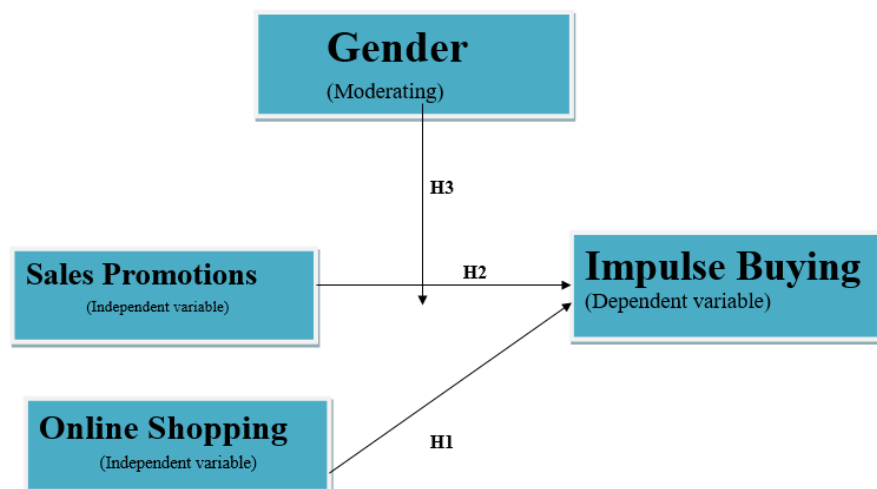 Gender
(Moderating)
H3
Sales Promotions
(Independent variable)
H2
Impulse Buying
(Dependent variable)
Online Shopping
(Independent variable)
H1